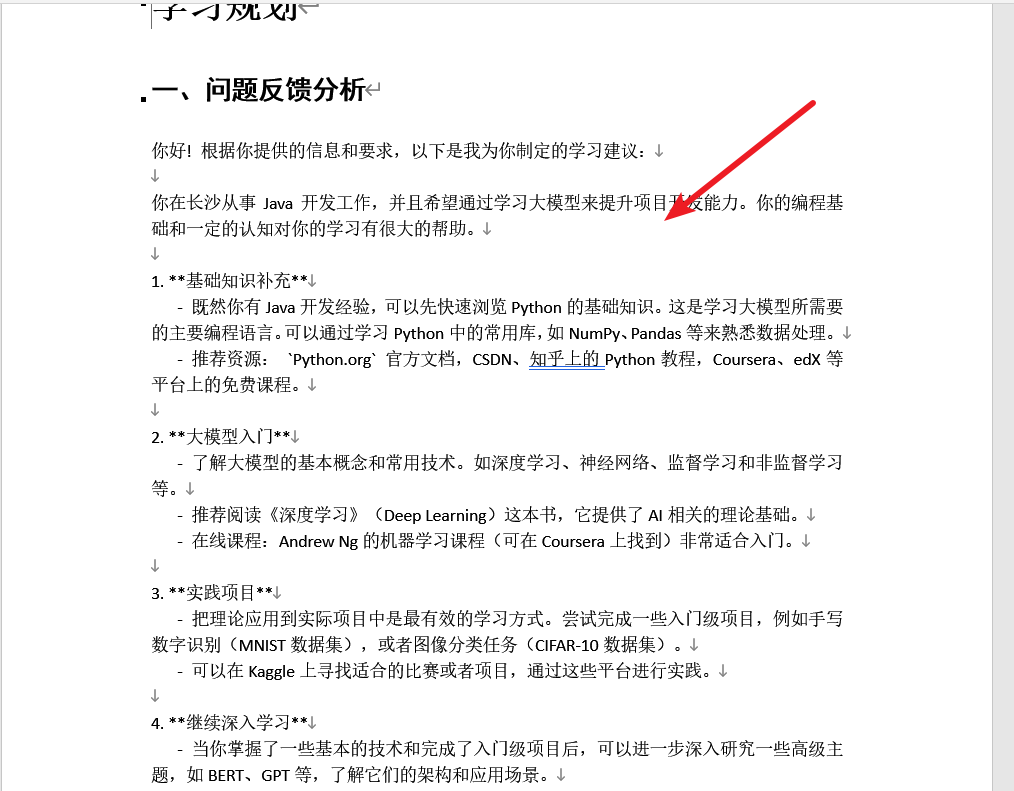 学习规划
一、问题反馈分析
你好! 根据你提供的信息和要求，以下是我为你制定的学习建议：
你在长沙从事 Java 开发工作，并且希望通过学习大模型来提升项目开发能力。你的编程基
础和一定的认知对你的学习有很大的帮助。
1. **基础知识补充**
- 既然你有 Java 开发经验，可以先快速浏览 Python 的基础知识。这是学习大模型所需要
的主要编程语言。可以通过学习 Python 中的常用库，如 NumPy、Pandas 等来熟悉数据处理。
- 推荐资源： `Python.org` 官方文档，CSDN、知乎上的 Python 教程，Coursera、edX 等
平台上的免费课程。
2. **大模型入门**
- 了解大模型的基本概念和常用技术。如深度学习、神经网络、监督学习和非监督学习
等。
- 推荐阅读《深度学习》（Deep Learning）这本书，它提供了 AI 相关的理论基础。
- 在线课程：Andrew Ng 的机器学习课程（可在 Coursera 上找到）非常适合入门。
3. **实践项目**
- 把理论应用到实际项目中是最有效的学习方式。尝试完成一些入门级项目，例如手写
数字识别（MNIST 数据集），或者图像分类任务（CIFAR-10 数据集）。
- 可以在 Kaggle 上寻找适合的比赛或者项目，通过这些平台进行实践。
4. **继续深入学习**
- 当你掌握了一些基本的技术和完成了入门级项目后，可以进一步深入研究一些高级主
题，如 BERT、GPT 等，了解它们的架构和应用场景。